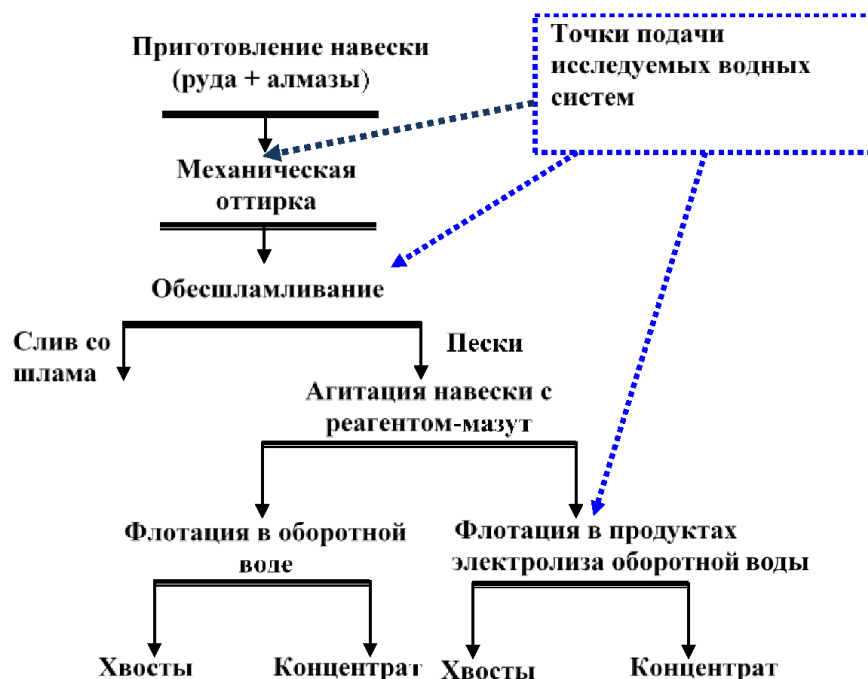 Приготовление навески
(руда + алмазы)
Точки подачи
исследуемых водных
систем
Механическая
оттирка
Обесшламливание
Слив со
шлама
Пески
Агитация навески с
реагентом-мазут
Флотация в оборотной
воде
Флотация в продуктах
электролиза оборотной воды
Хвосты
Концентрат
Хвосты
Концентрат